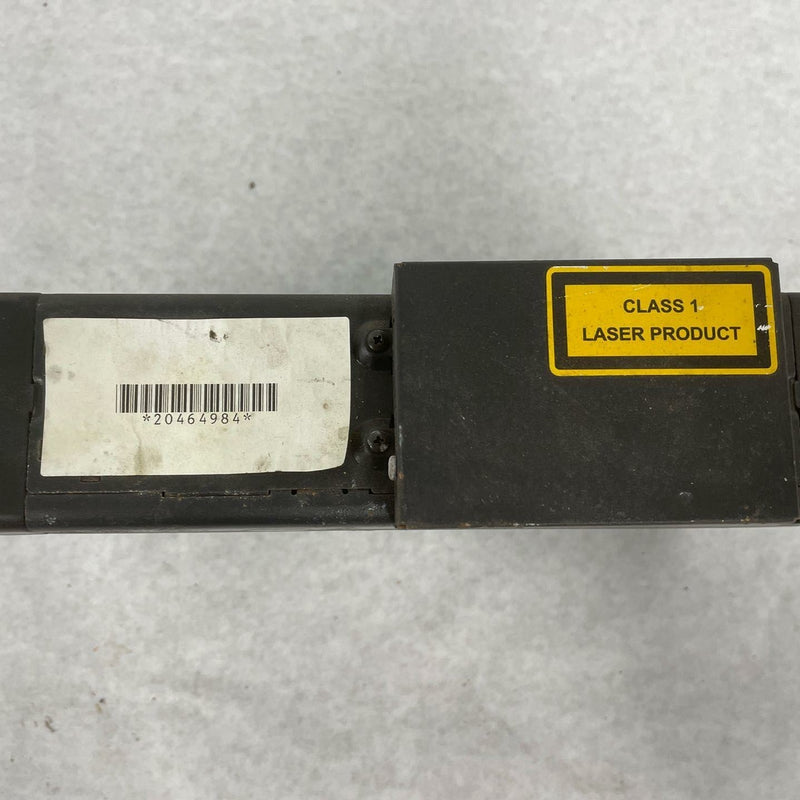 *20464984*
CLASS 1
LASER PRODUCT